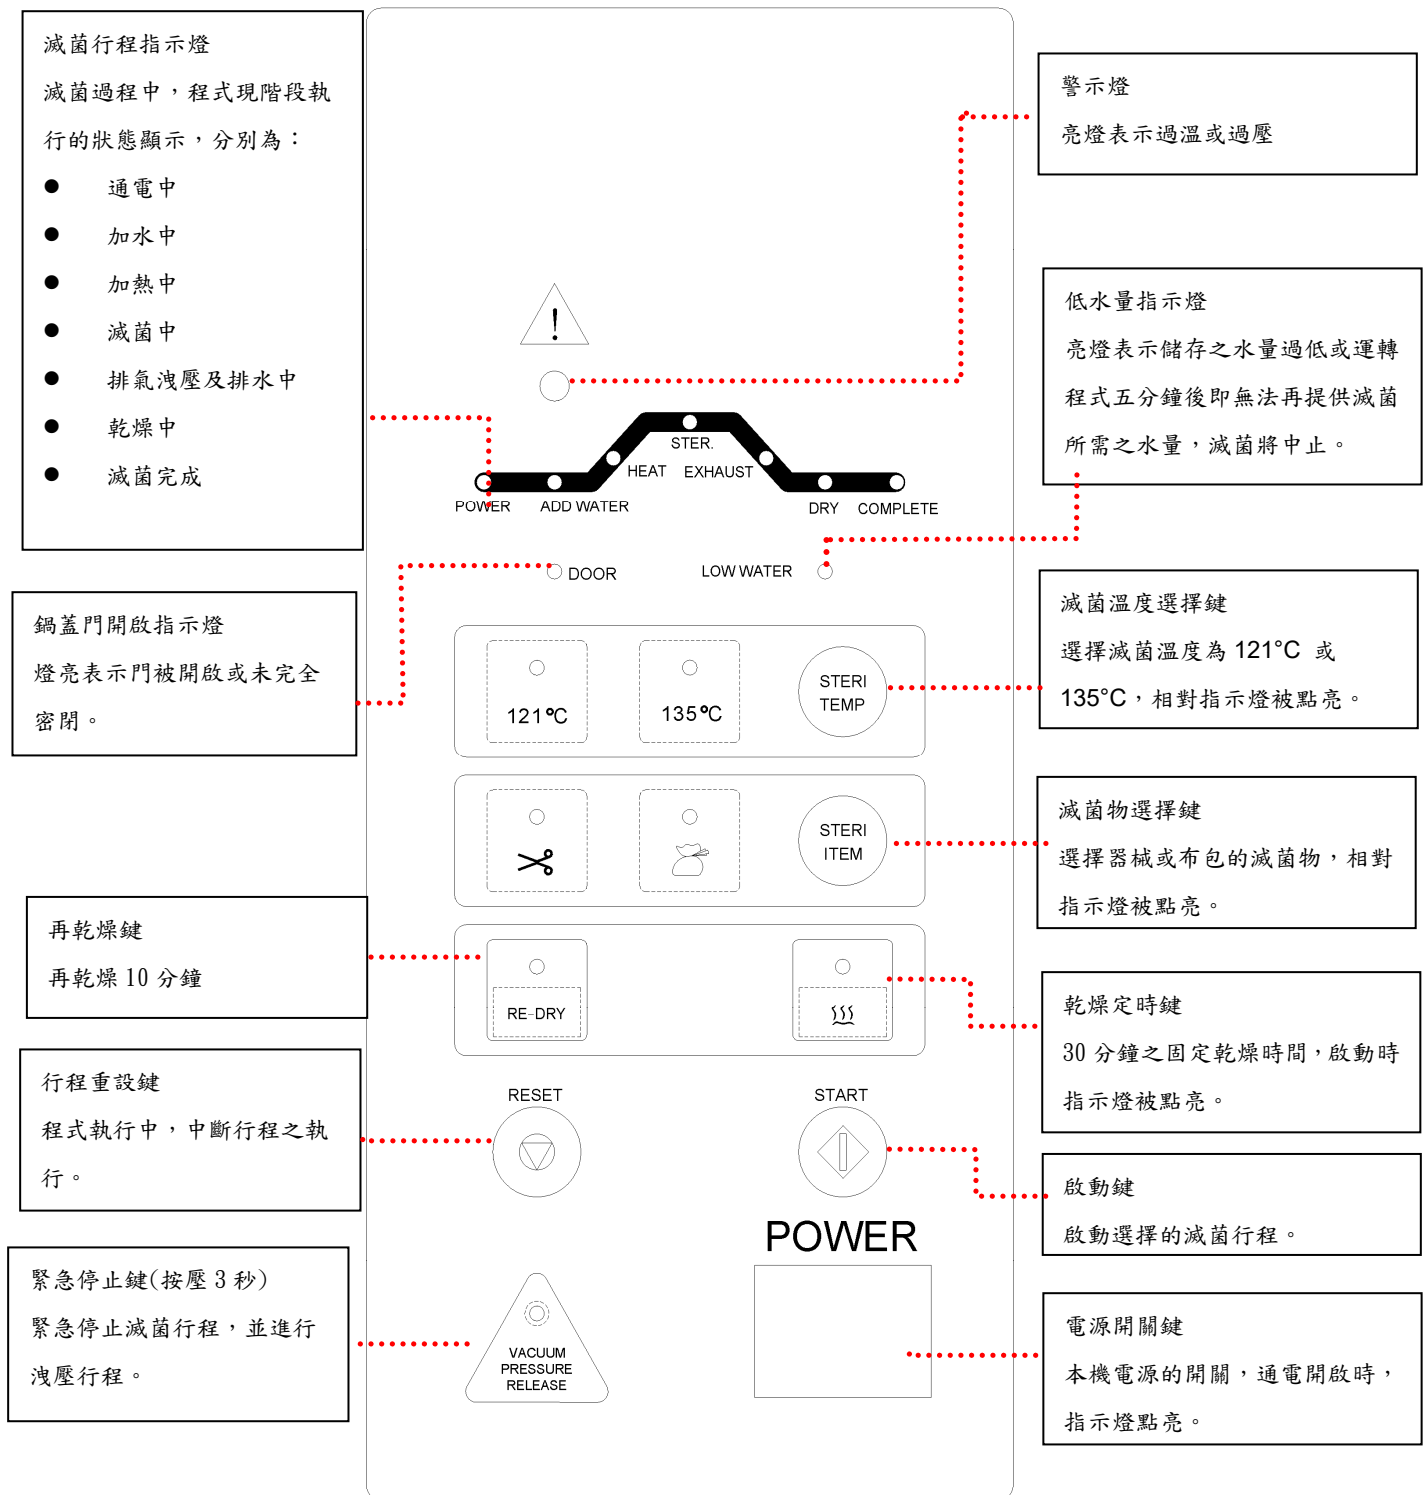 滅菌行程指示燈
滅菌過程中，程式現階段執
行的狀態顯示，分別為：
● 通電中
● 加水中
● 加熱中
● 滅菌中
● 排氣洩壓及排水中
● 乾燥中
● 滅菌完成
警示燈
亮燈表示過溫或過壓
低水量指示燈
亮燈表示儲存之水量過低或運轉
程式五分鐘後即無法再提供滅菌
所需之水量，滅菌將中止。
!
STER.
HEAT EXHAUST
POWER ADD WATER DRY COMPLETE
DOOR LOW WATER
鍋蓋門開啟指示燈
燈亮表示門被開啟或未完全
密閉。
121°C 135°C STERI
TEMP
滅菌溫度選擇鍵
選擇滅菌溫度為 121°C 或
135°C，相對指示燈被點亮。
STERI
ITEM
滅菌物選擇鍵
選擇器械或布包的滅菌物，相對
指示燈被點亮。
再乾燥鍵
再乾燥 10 分鐘
RE-DRY
乾燥定時鍵
30 分鐘之固定乾燥時間，啟動時
指示燈被點亮。
行程重設鍵
程式執行中，中斷行程之執
行。
RESET START
啟動鍵
啟動選擇的滅菌行程。
POWER
緊急停止鍵(按壓 3 秒)
緊急停止滅菌行程，並進行
洩壓行程。
VACUUM
PRESSURE
RELEASE
電源開關鍵
本機電源的開關，通電開啟時，
指示燈點亮。